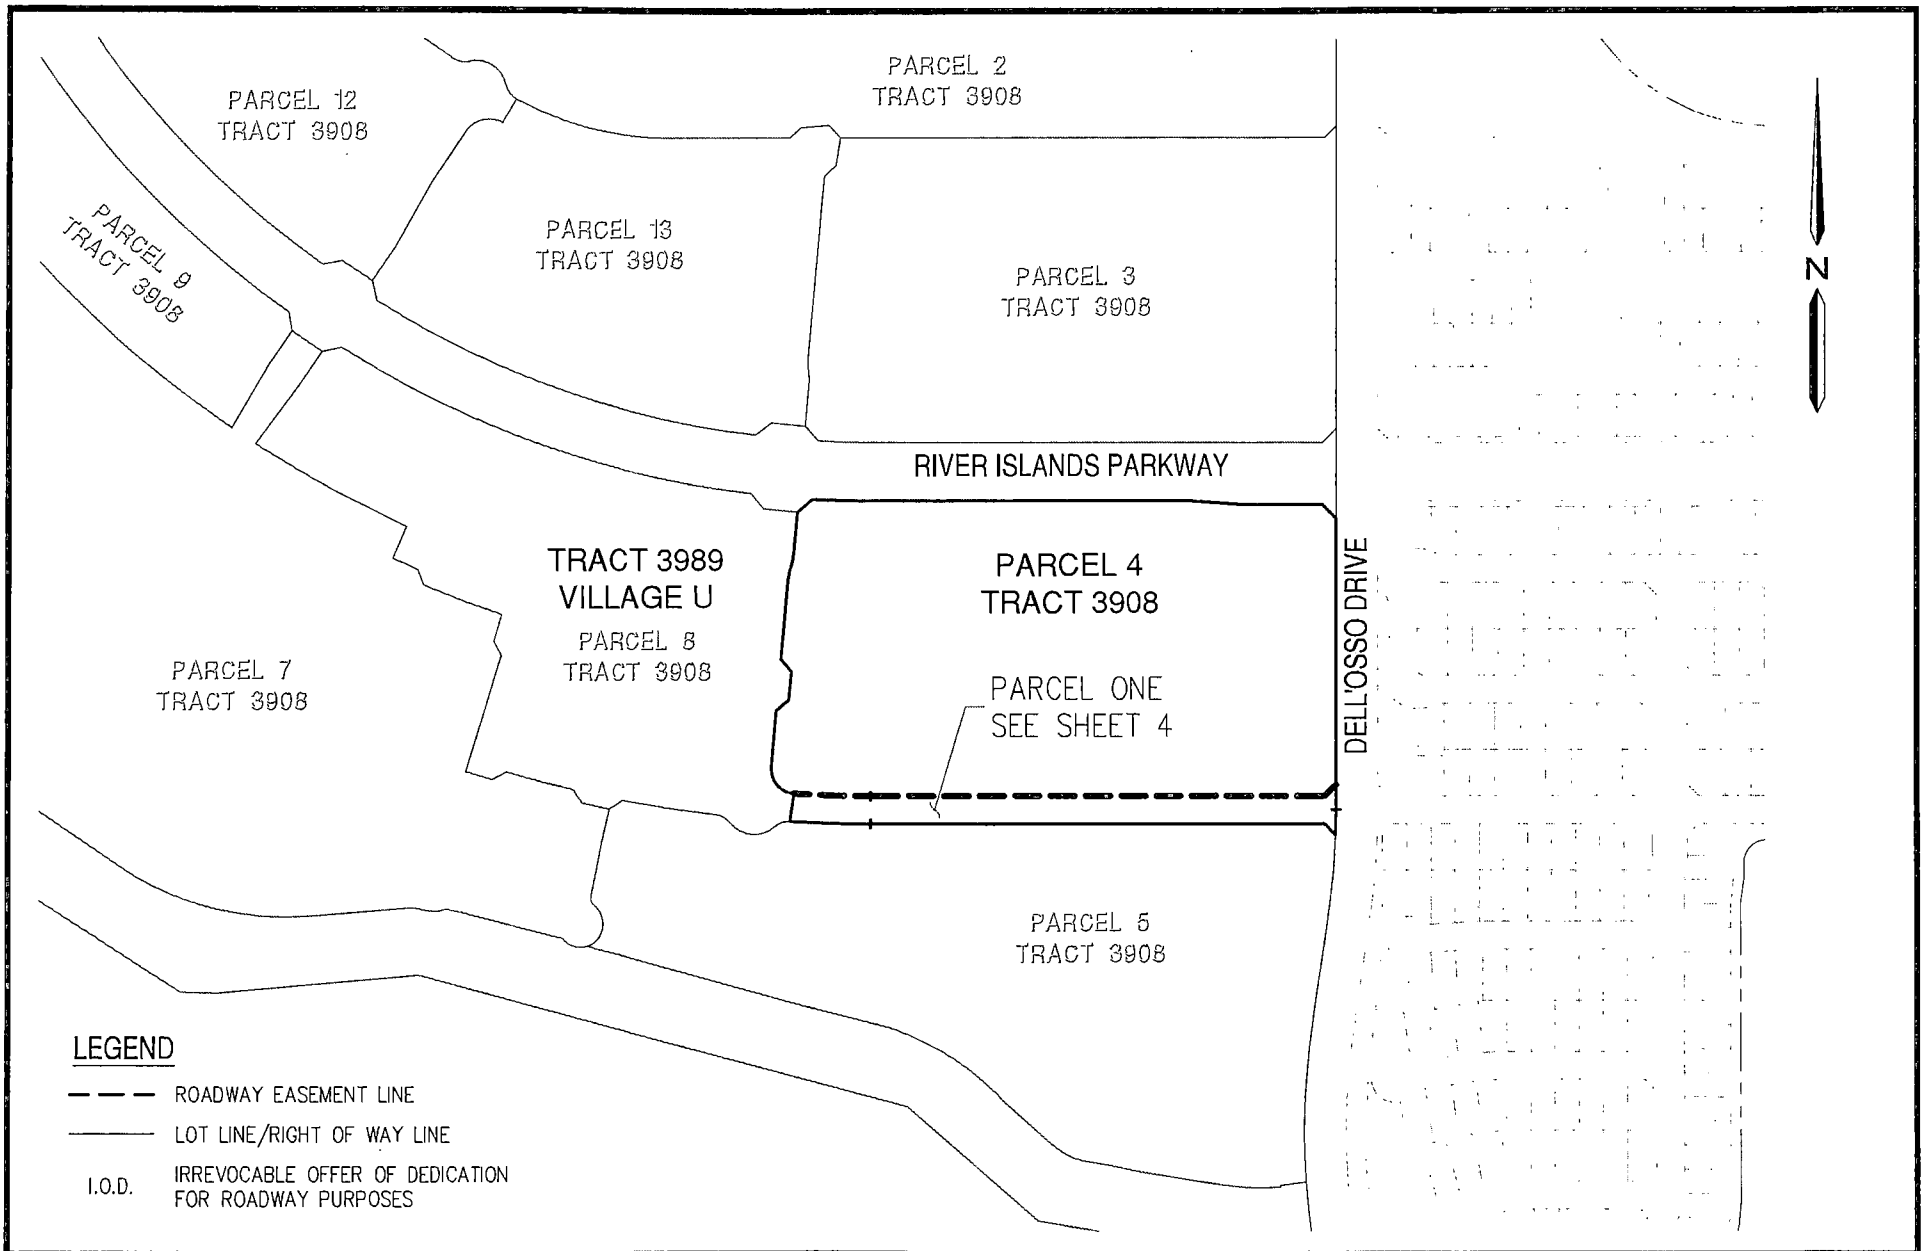 PARCEL 2
TRACT 3908
PARCEL 12
TRACT 3908
PARCEL 9
TRACT 3908
PARCEL 13
TRACT 3908
PARCEL 3
TRACT 3908
N
RIVER ISLANDS PARKWAY
TRACT 3989
VILLAGE U
PARCEL 8
TRACT 3908
PARCEL 4
TRACT 3908
DELL'OSSO DRIVE
PARCEL 7
TRACT 3908
PARCEL ONE
SEE SHEET 4
PARCEL 5
TRACT 3908
LEGEND
ROADWAY EASEMENT LINE
LOT LINE/RIGHT OF WAY LINE
I.O.D. IRREVOCABLE OFFER OF DEDICATION
FOR ROADWAY PURPOSES